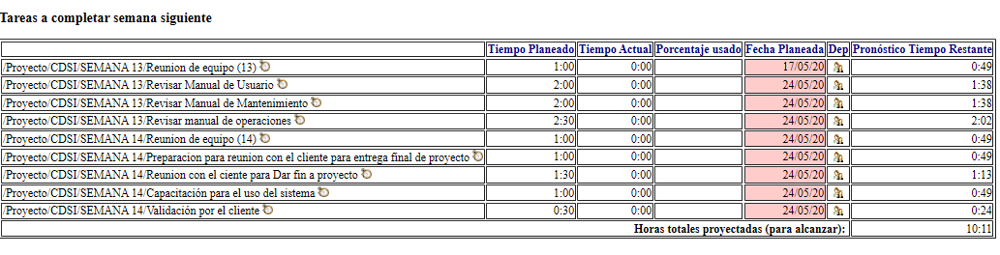 Tareas a completar semana siguiente
Tiempo Planeado Tiempo Actual Porcentaje usado Fecha Planeada Dep Pronóstico Tiempo Restante
/Proyecto/CDSI/SEMANA 13/Reunion de equipo (13) 1:00 0:00 17/05/20 0:49
/Proyecto/CDSI/SEMANA 13/Revisar Manual de Usuario 2:00 0:00 24/05/20 1:38
/Proyecto/CDSI/SEMANA 13/Revisar Manual de Mantenimiento 2:00 0:00 24/05/20 1:38
/Proyecto/CDSI/SEMANA 13/Revisar manual de operaciones 2:30 0:00 24/05/20 2:02
/Proyecto/CDSI/SEMANA 14/Reunion de equipo (14) 1:00 0:00 24/05/20 0:49
/Proyecto/CDSI/SEMANA 14/Preparacion para reunion con el cliente para entrega final de proyecto 1:00 0:00 24/05/20 0:49
/Proyecto/CDSI/SEMANA 14/Reunion con el ciente para Dar fin a proyecto 1:30 0:00 24/05/20 1:13
/Proyecto/CDSI/SEMANA 14/Capacitación para el uso del sistema 1:00 0:00 24/05/20 0:49
/Proyecto/CDSI/SEMANA 14/Validación por el cliente 0:30 0:00 24/05/20 0:24
Horas totales proyectadas (para alcanzar): 10:11